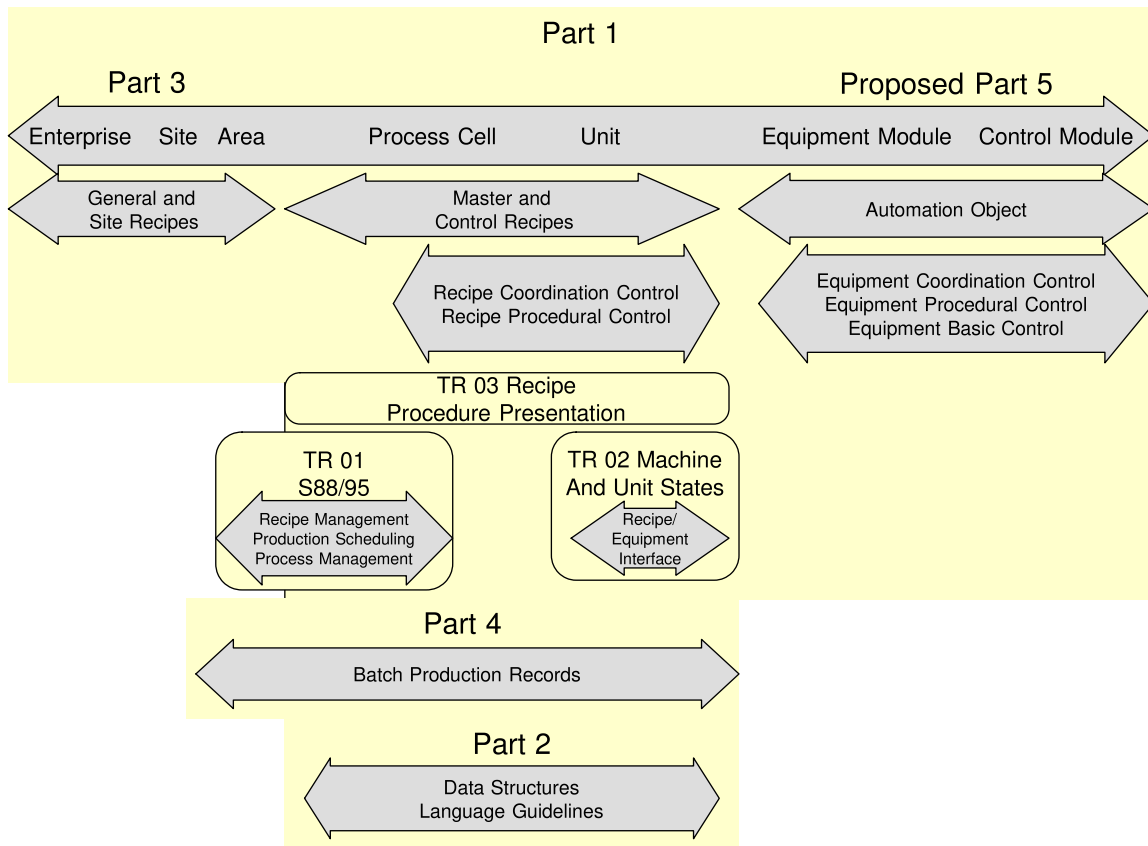 Part 1
Part 3
Proposed Part 5
Enterprise Site Area Process Cell Unit Equipment Module Control Module
General and
Site Recipes
Master and
Control Recipes
Automation Object
Recipe Coordination Control
Recipe Procedural Control
Equipment Coordination Control
Equipment Procedural Control
Equipment Basic Control
TR 03 Recipe
Procedure Presentation
TR 01
S88/95
Recipe Management
Production Scheduling
Process Management
TR 02 Machine
And Unit States
Recipe/
Equipment
Interface
Part 4
Batch Production Records
Part 2
Data Structures
Language Guidelines